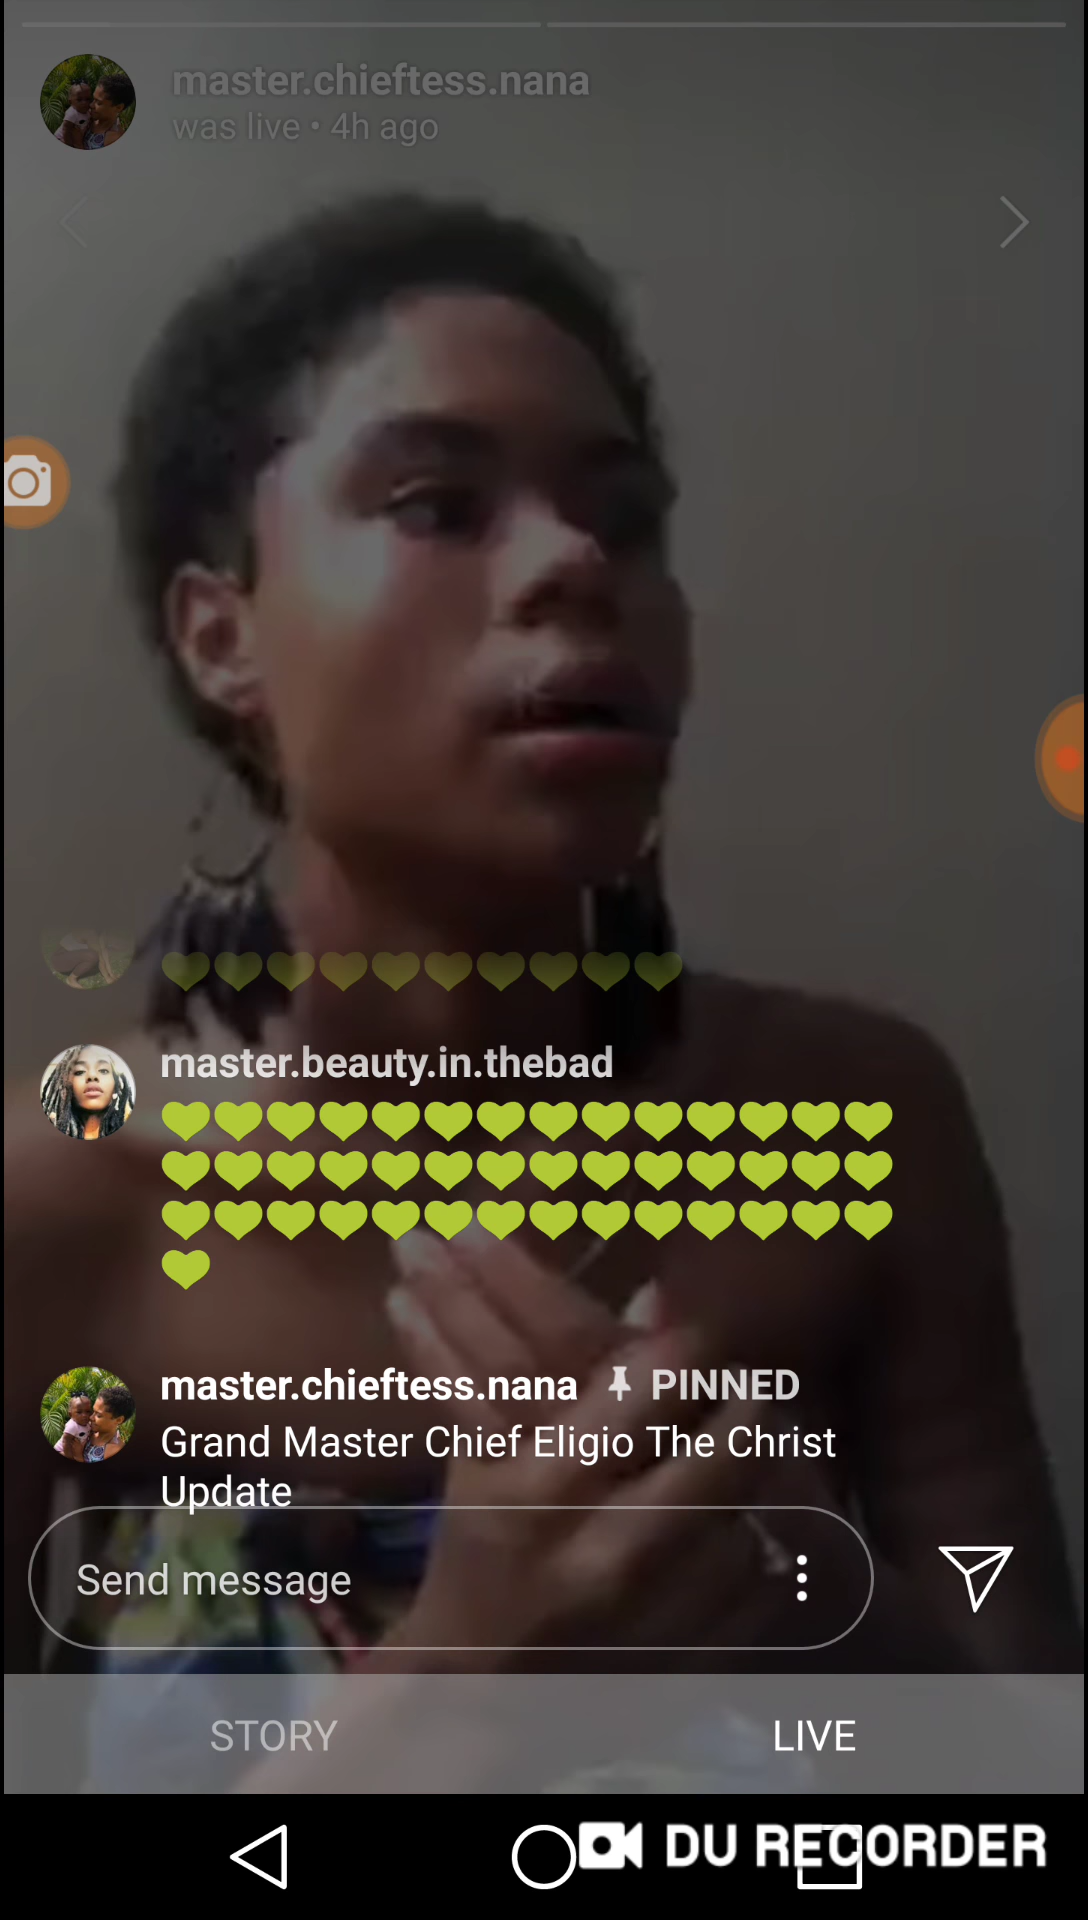 master.chieftess.nana
was live • 4h ago
master.beauty.in.thebad
master.chieftess.nana PINNED
Grand Master Chief Eligio The Christ
Update
Send message
STORY LIVE
DU RECORDER